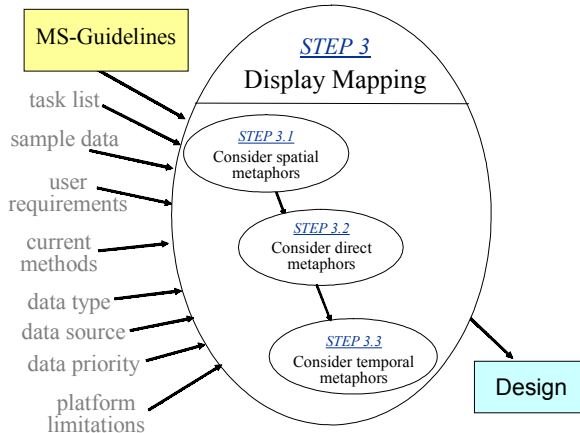 MS-Guidelines
STEP 3
Display Mapping
task list
sample data
user
requirements
current
methods
data type
data source
data priority
platform
limitations
STEP 3.1
Consider spatial
metaphors
STEP 3.2
Consider direct
metaphors
STEP 3.3
Consider temporal
metaphors
Design